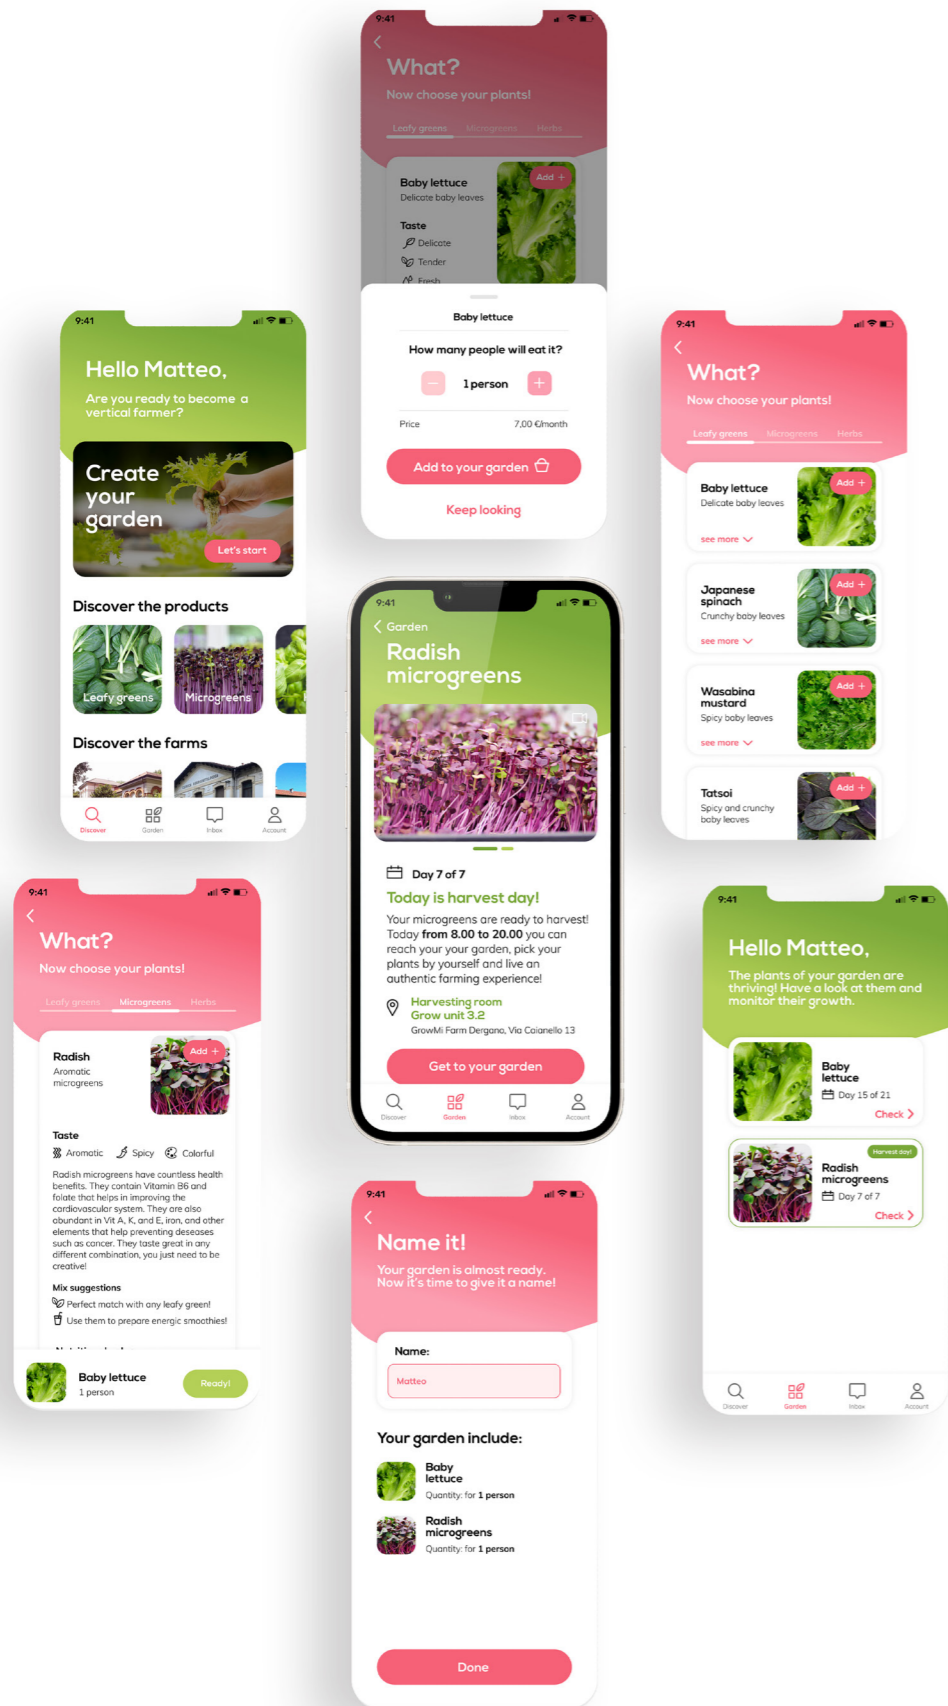 9:41
What?
Now choose your plants!
Leafy greens Microgreens Herbs
Baby lettuce
Delicate baby leaves
Add +
Taste
Delicate
Tender
Fresh
Baby lettuce
How many people will eat it?
1 person
Price 7,00 €/month
Add to your garden
Keep looking
9:41
Hello Matteo,
Are you ready to become a
vertical farmer?
Create
your
garden
Let's start
Discover the products
Leafy greens
Microgreens
Discover the farms
Discover Garden Inbox Account
9:41
What?
Now choose your plants!
Leafy greens Microgreens Herbs
Baby lettuce
Delicate baby leaves
see more
Add +
Japanese
spinach
Crunchy baby leaves
see more
Add +
Wasabina
mustard
Spicy baby leaves
see more
Add +
Tatsoi
Spicy and crunchy
baby leaves
Add +
9:41
Garden
Radish
microgreens
Day 7 of 7
Today is harvest day!
Your microgreens are ready to harvest!
Today from 8.00 to 20.00 you can
reach your your garden, pick your
plants by yourself and live an
authentic farming experience!
Harvesting room
Grow unit 3.2
GrowMi Farm Dergano, Via Caianello 13
Get to your garden
Discover Garden Inbox Account
9:41
What?
Now choose your plants!
Leafy greens Microgreens Herbs
Radish
Aromatic
microgreens
Add +
Taste
Aromatic Spicy Colorful
Radish microgreens have countless health
benefits. They contain Vitamin B6 and
folate that helps in improving the
cardiovascular system. They are also
abundant in Vit A, K, and E, iron, and other
elements that help preventing deseases
such as cancer. They taste great in any
different combination, you just need to be
creative!
Mix suggestions
Perfect match with any leafy green!
Use them to prepare energic smoothies!
Baby lettuce
1 person
Ready!
9:41
Hello Matteo,
The plants of your garden are
thriving! Have a look at them and
monitor their growth.
Baby
lettuce
Day 15 of 21
Check
Harvest day!
Radish
microgreens
Day 7 of 7
Check
Discover Garden Inbox Account
9:41
Name it!
Your garden is almost ready.
Now it's time to give it a name!
Name:
Matteo
Your garden include:
Baby
lettuce
Quantity: for 1 person
Radish
microgreens
Quantity: for 1 person
Done